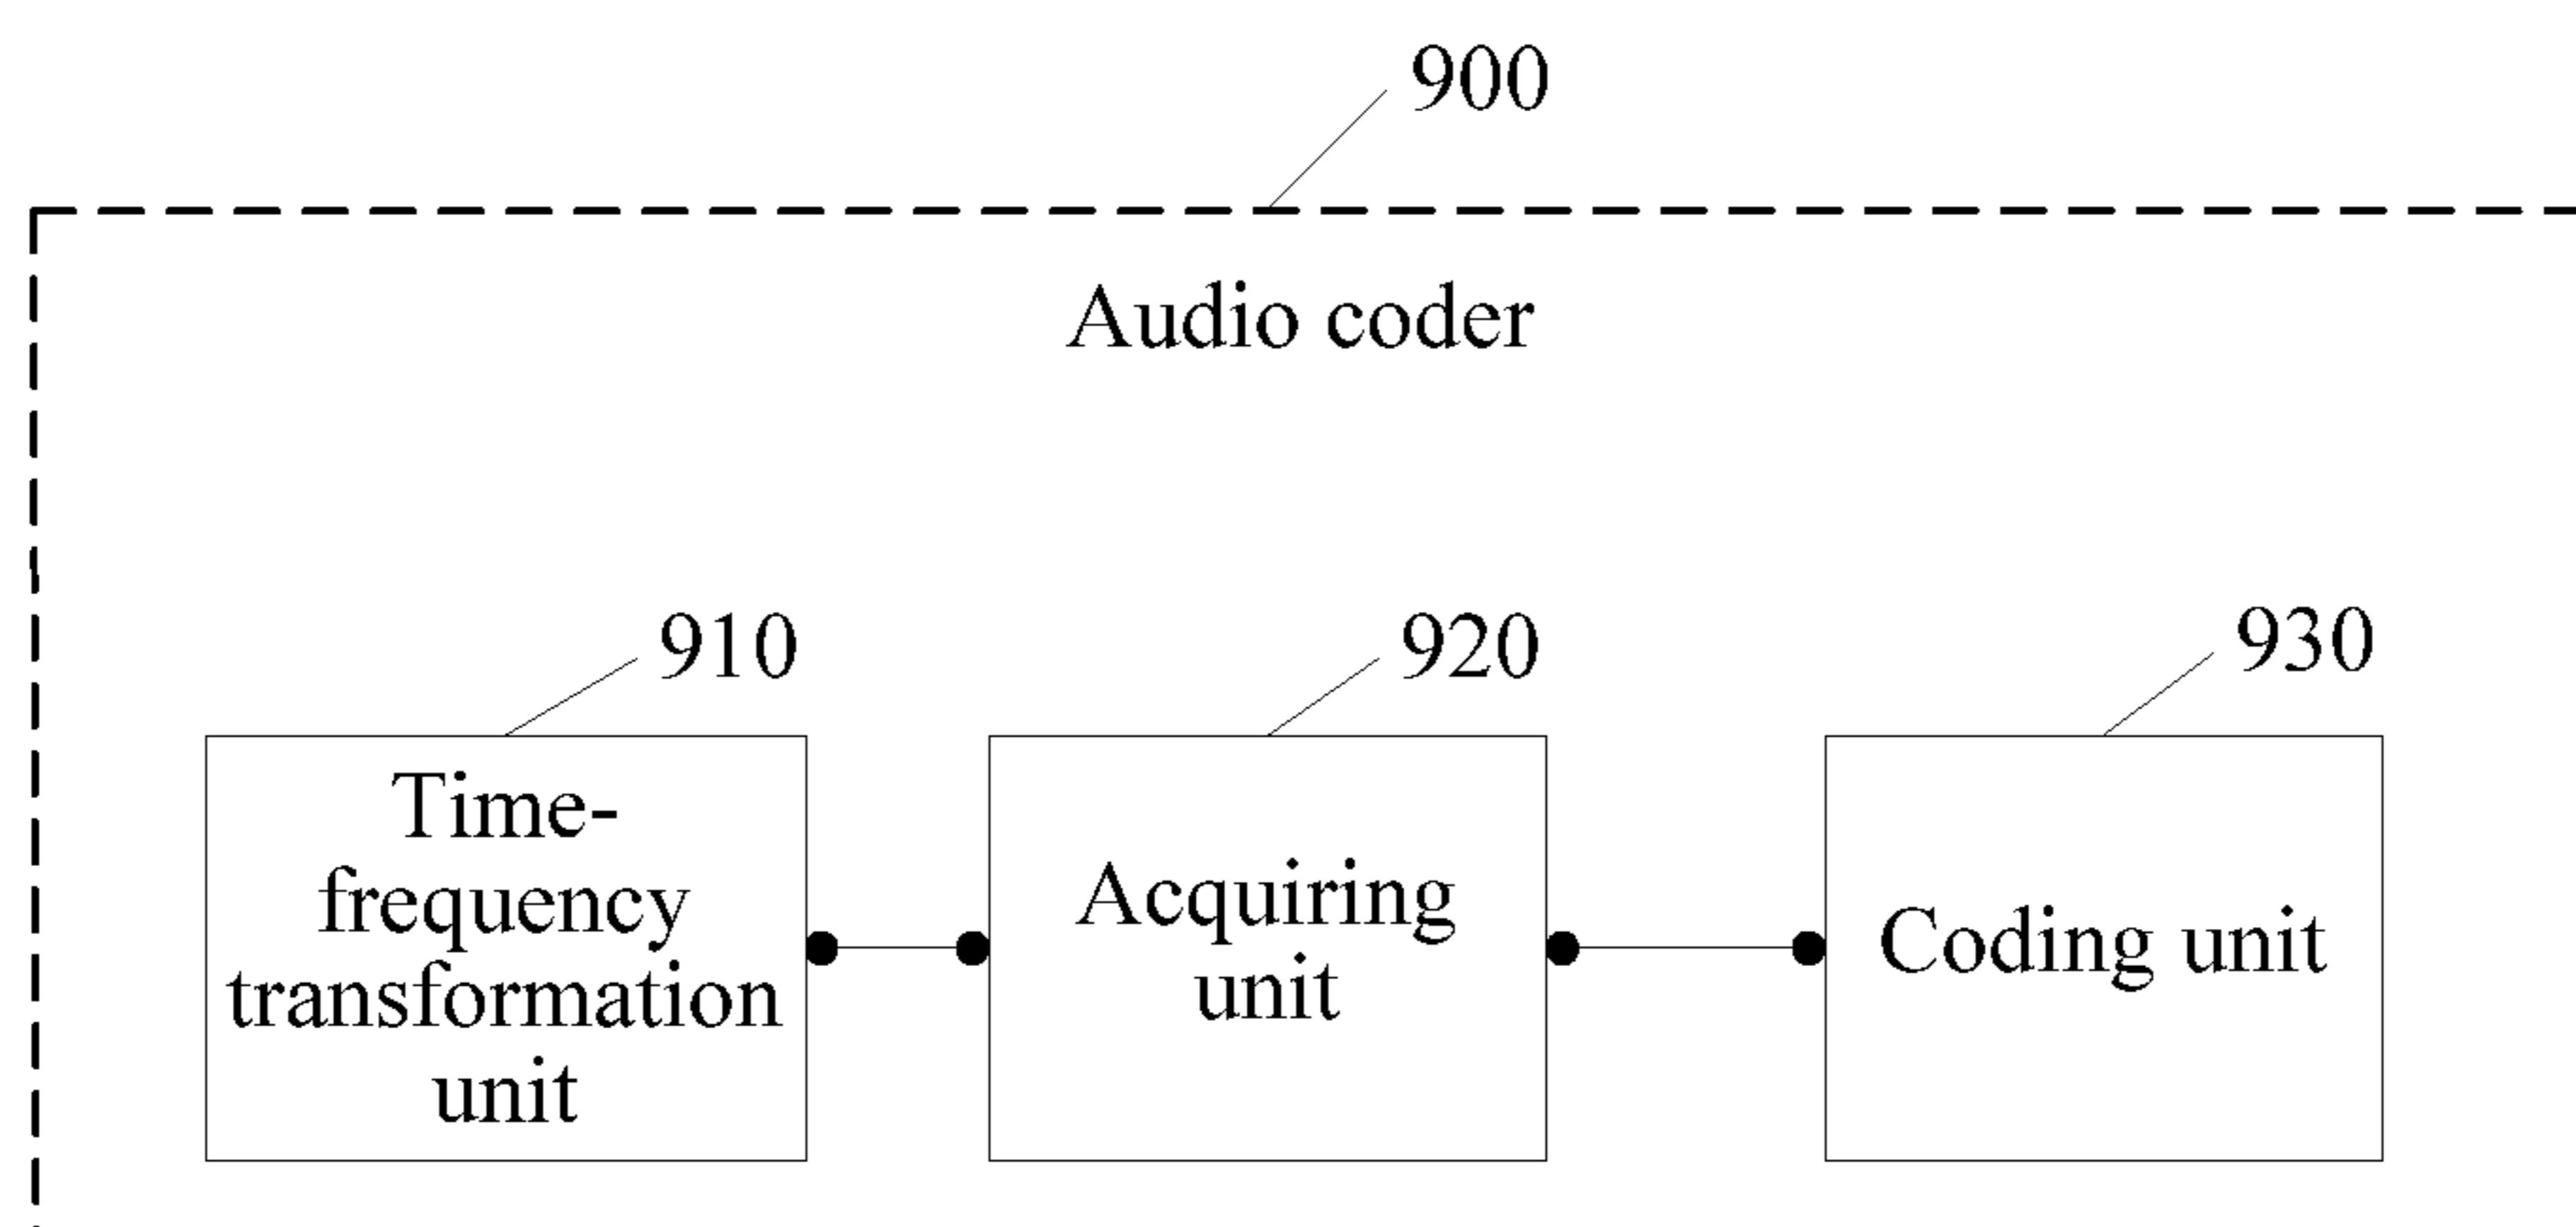 900
Audio coder
910
920
930
Time-
frequency
transformation
unit
Acquiring
unit
Coding unit